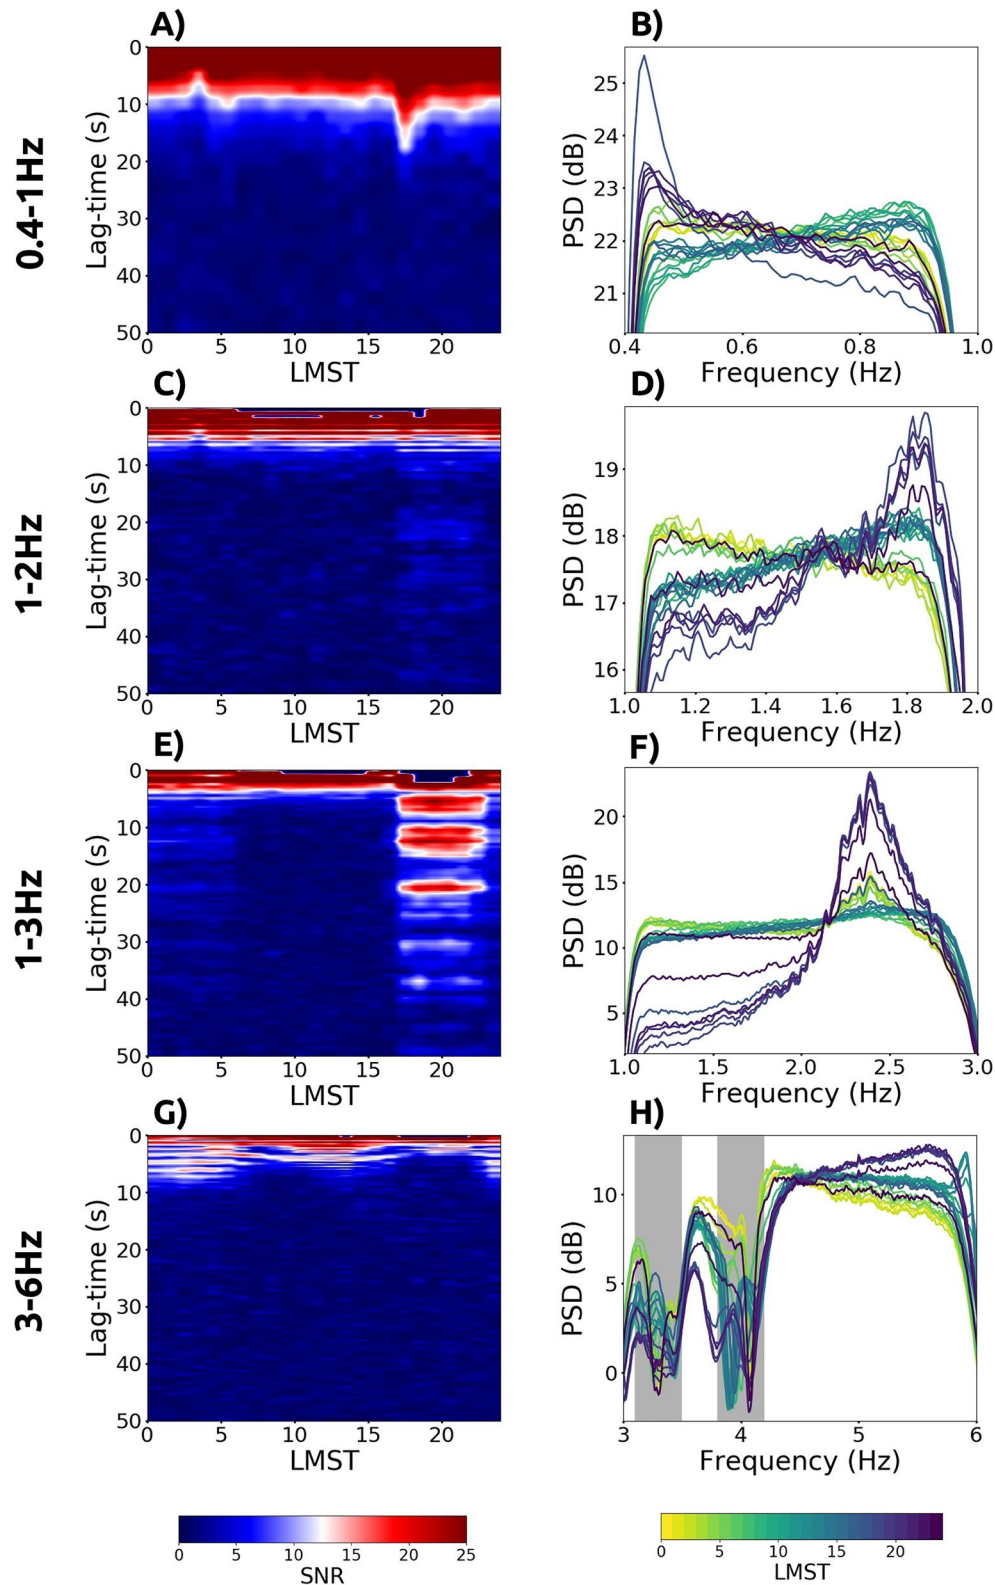 A)
B)
0.4-1Hz
Lag-time (s)
0
10
20
30
40
50
0 5 10 15 20
LMST
PSD (dB)
25
24
23
22
21
0.4 0.6 0.8 1.0
Frequency (Hz)
C)
D)
1-2Hz
Lag-time (s)
0
10
20
30
40
50
0 5 10 15 20
LMST
PSD (dB)
19
18
17
16
1.0 1.2 1.4 1.6 1.8 2.0
Frequency (Hz)
E)
F)
1-3Hz
Lag-time (s)
0
10
20
30
40
50
0 5 10 15 20
LMST
PSD (dB)
20
15
10
5
1.0 1.5 2.0 2.5 3.0
Frequency (Hz)
G)
H)
3-6Hz
Lag-time (s)
0
10
20
30
40
50
0 5 10 15 20
LMST
PSD (dB)
10
5
0
3 4 5 6
Frequency (Hz)
0 5 10 15 20 25
SNR
0 5 10 15 20
LMST